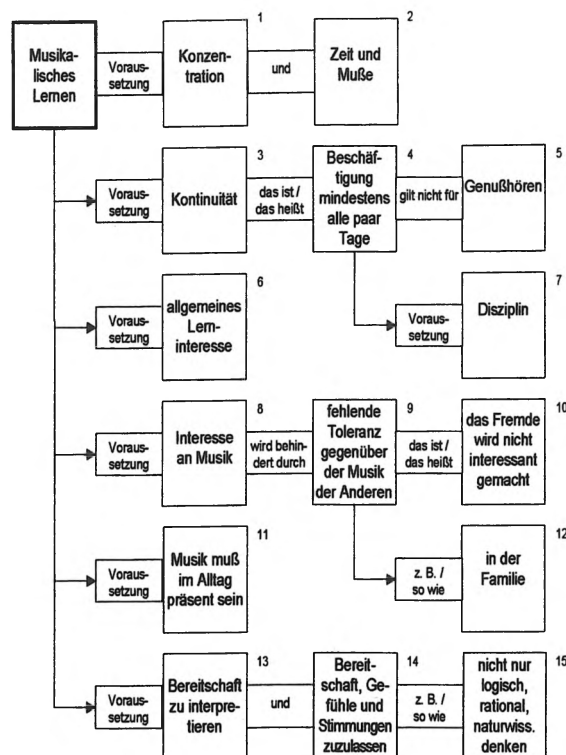 1
2
Musika-
lisches
Lernen
Voraus-
setzung
Konzen-
tration
und
Zeit und
Muße
3
4
5
Voraus-
setzung
Kontinuität
das ist /
das heißt
Beschäf-
tigung
mindestens
alle paar
Tage
gilt nicht für
Genußhören
6
7
Voraus-
setzung
allgemeines
Lern-
interesse
Voraus-
setzung
Disziplin
8
9
10
Voraus-
setzung
Interesse
an Musik
wird behin-
dert durch
fehlende
Toleranz
gegenüber
der Musik
der Anderen
das ist /
das heißt
das Fremde
wird nicht
interessant
gemacht
11
12
Voraus-
setzung
Musik muß
im Alltag
präsent sein
z. B. /
so wie
in der
Familie
13
14
15
Voraus-
setzung
Bereitschaft
zu interpre-
tieren
und
Bereit-
schaft, Ge-
fühle und
Stimmungen
zuzulassen
z. B. /
so wie
nicht nur
logisch,
rational,
naturwiss.
denken